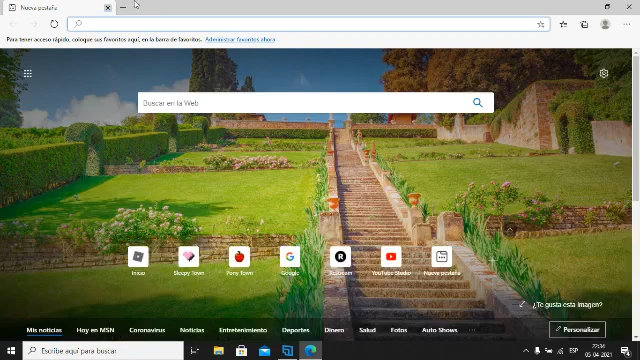 Nueva pestaña
Para tener acceso rápido, coloque sus favoritos aquí, en la barra de favoritos. Administrar favoritos ahora
Buscar en la Web
Inicio
Sleepy Town
Pony Town
Google
YouTube Studio
Nueva pestaña
¿Te gusta esta imagen?
Mis noticias
Hoy en MSN
Coronavirus
Noticias
Entretenimiento
Deportes
Dinero
Salud
Fotos
Auto Shows
Personalizar
Escribe aquí para buscar
ESP
22:34
05-04-2021